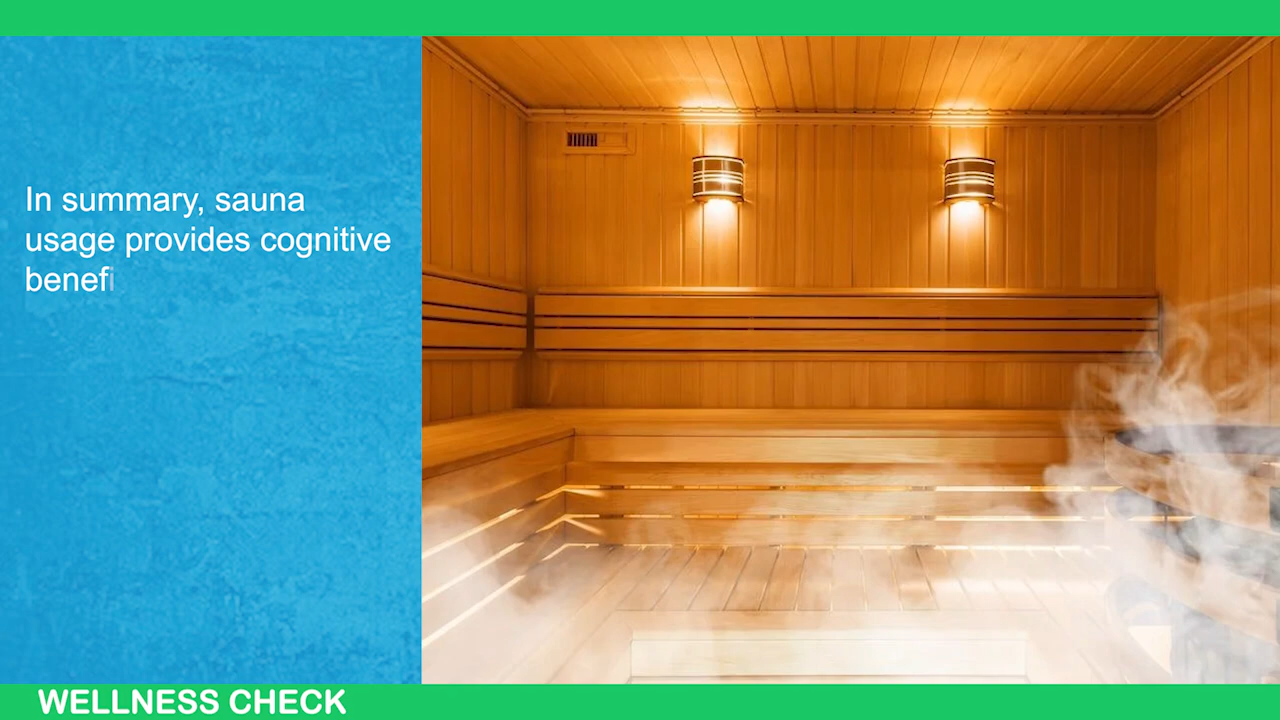 In summary, sauna
usage provides cognitive
benefi
WELLNESS CHECK